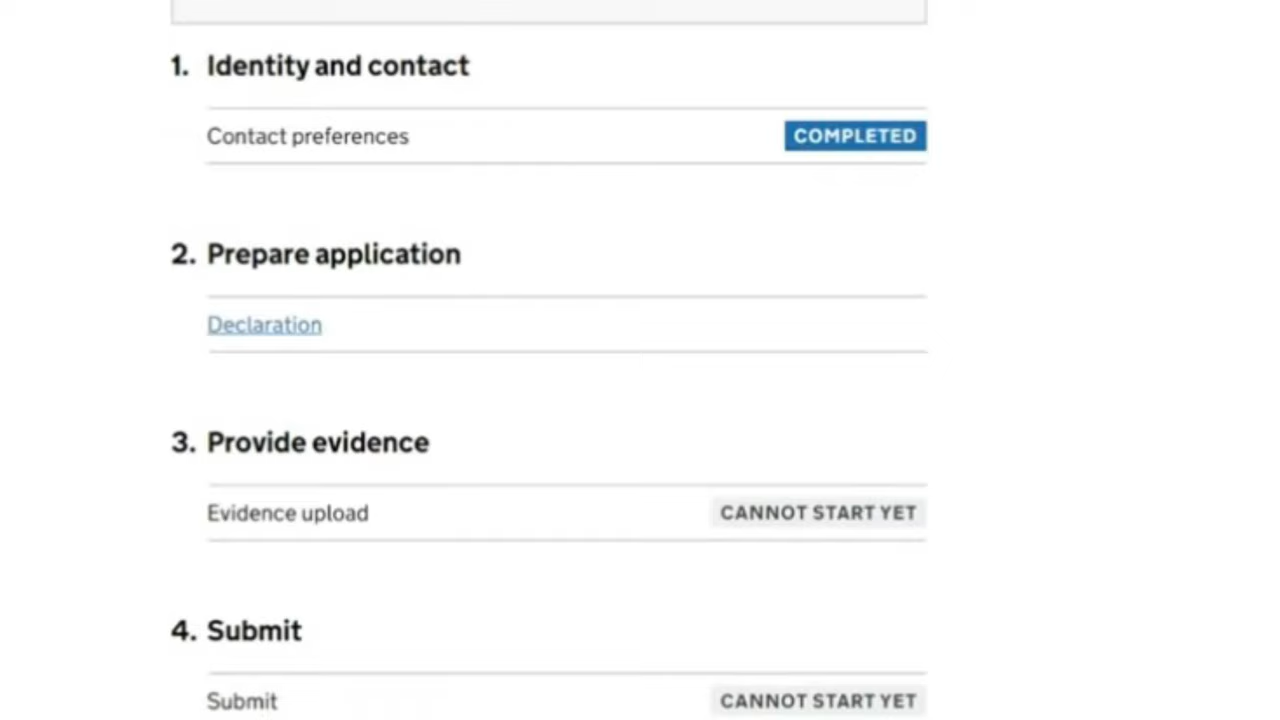 1. Identity and contact
Contact preferences COMPLETED
2. Prepare application
Declaration
3. Provide evidence
Evidence upload CANNOT START YET
4. Submit
Submit CANNOT START YET